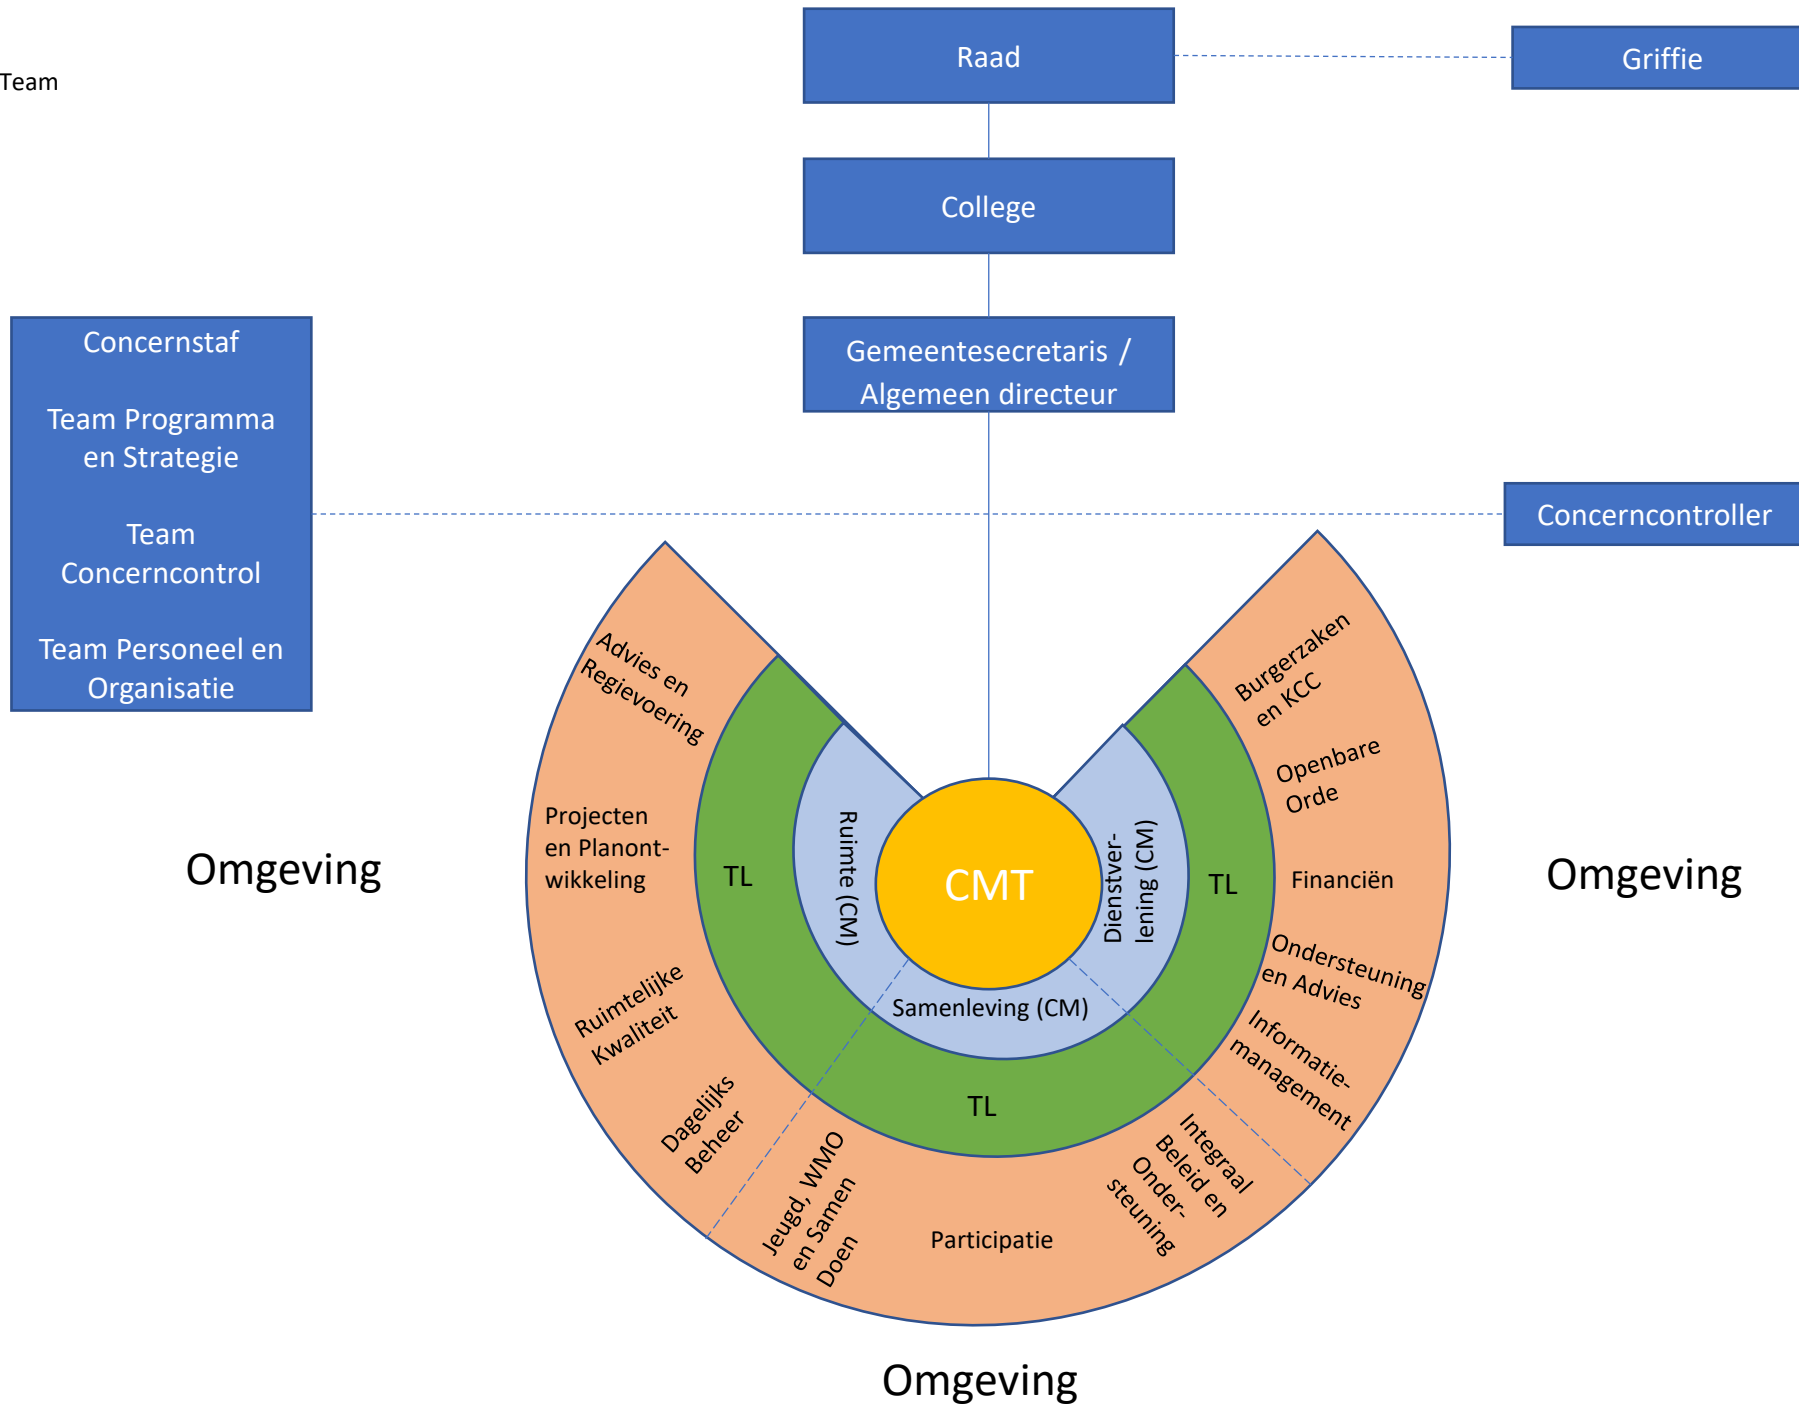 Raad
Griffie
Team
College
Concernstaf
Team Programma
en Strategie
Team
Concerncontrol
Team Personeel en
Organisatie
Gemeentesecretaris /
Algemeen directeur
Concerncontroller
Advies en
Regievoering
Projecten
en Planont-
wikkeling
Ruimtelijke
Kwaliteit
Dagelijks
Beheer
Jeugd, WMO
en Samen
Doen
Participatie
Integraal
Beleid en
Onder-
steuning
Informatie-
management
Ondersteuning
en Advies
Financiën
Openbare
Orde
Burgerzaken
en KCC
TL
TL
TL
Ruimte (CM)
Samenleving (CM)
Dienstver-
lening (CM)
CMT
Omgeving
Omgeving
Omgeving